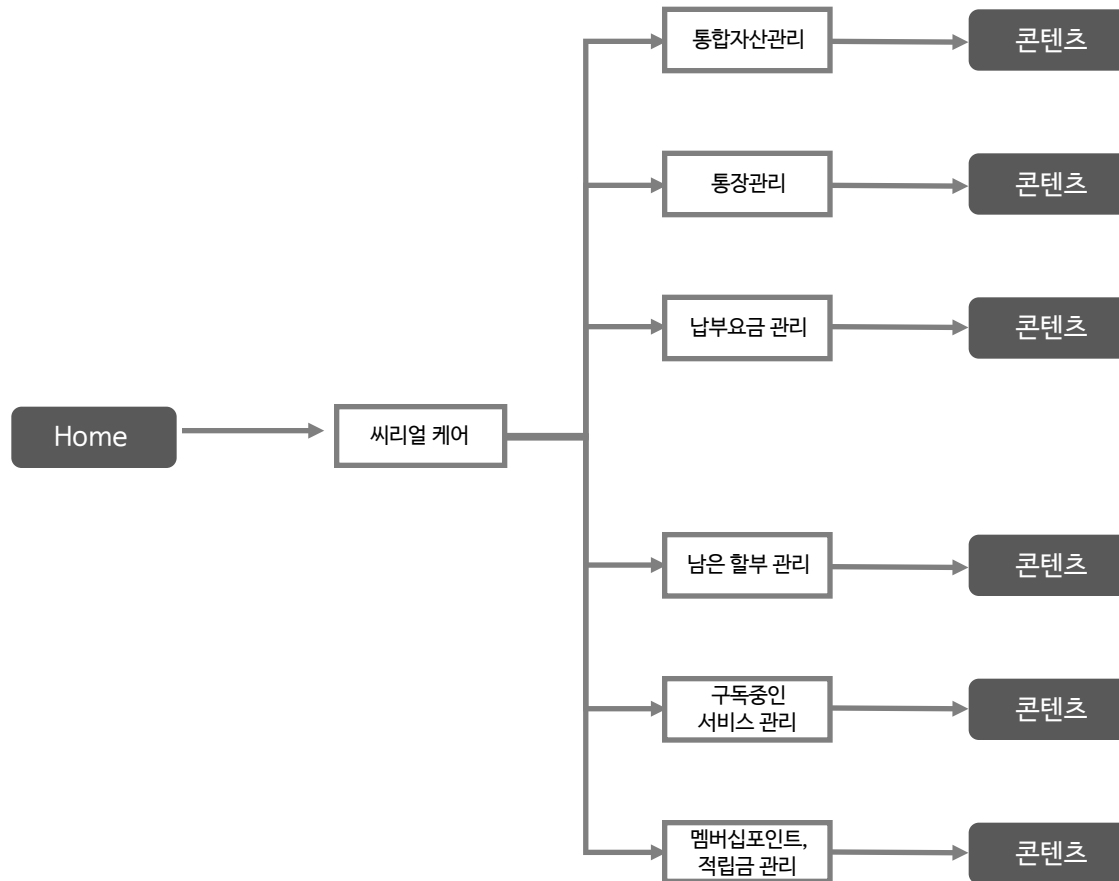 통합자산관리
콘텐츠
통장관리
콘텐츠
납부요금 관리
콘텐츠
Home
씨리얼 케어
남은 할부 관리
콘텐츠
구독중인
서비스 관리
콘텐츠
멤버십포인트,
적립금 관리
콘텐츠